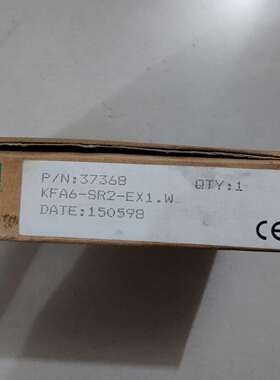 P/N:37368 QTY:1
KFA6-SR2-EX1.W
DATE:150598
CE